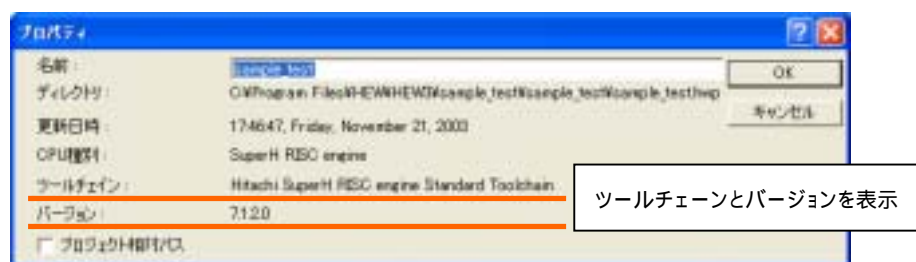 プロパティ
名前 : sample_test OK
ディレクトリ : C:¥Program Files¥HEW¥HEW3¥sample_test¥sample_test¥sample_test.hwp
キャンセル
更新日時 : 17:46:47, Friday, November 21, 2003
CPU種別 : SuperH RISC engine
ツールチェイン : Hitachi SuperH RISC engine Standard Toolchain
ツールチェーンとバージョンを表示
バージョン : 7.1.2.0
プロジェクト相対パス